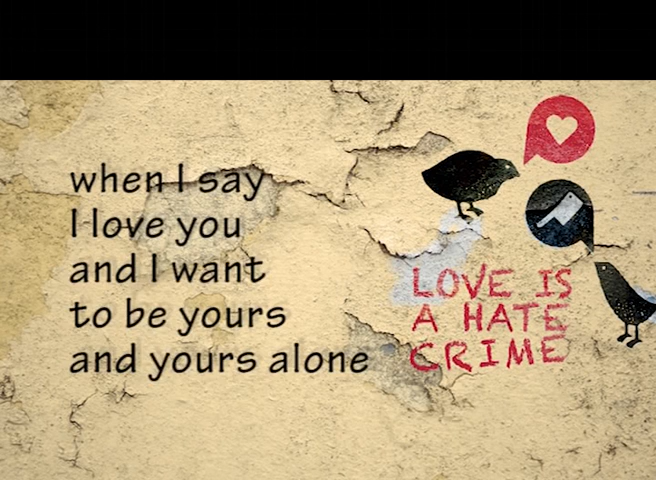 when I say
I love you
and I want
to be yours
and yours alone
LOVE IS
A HATE
CRIME